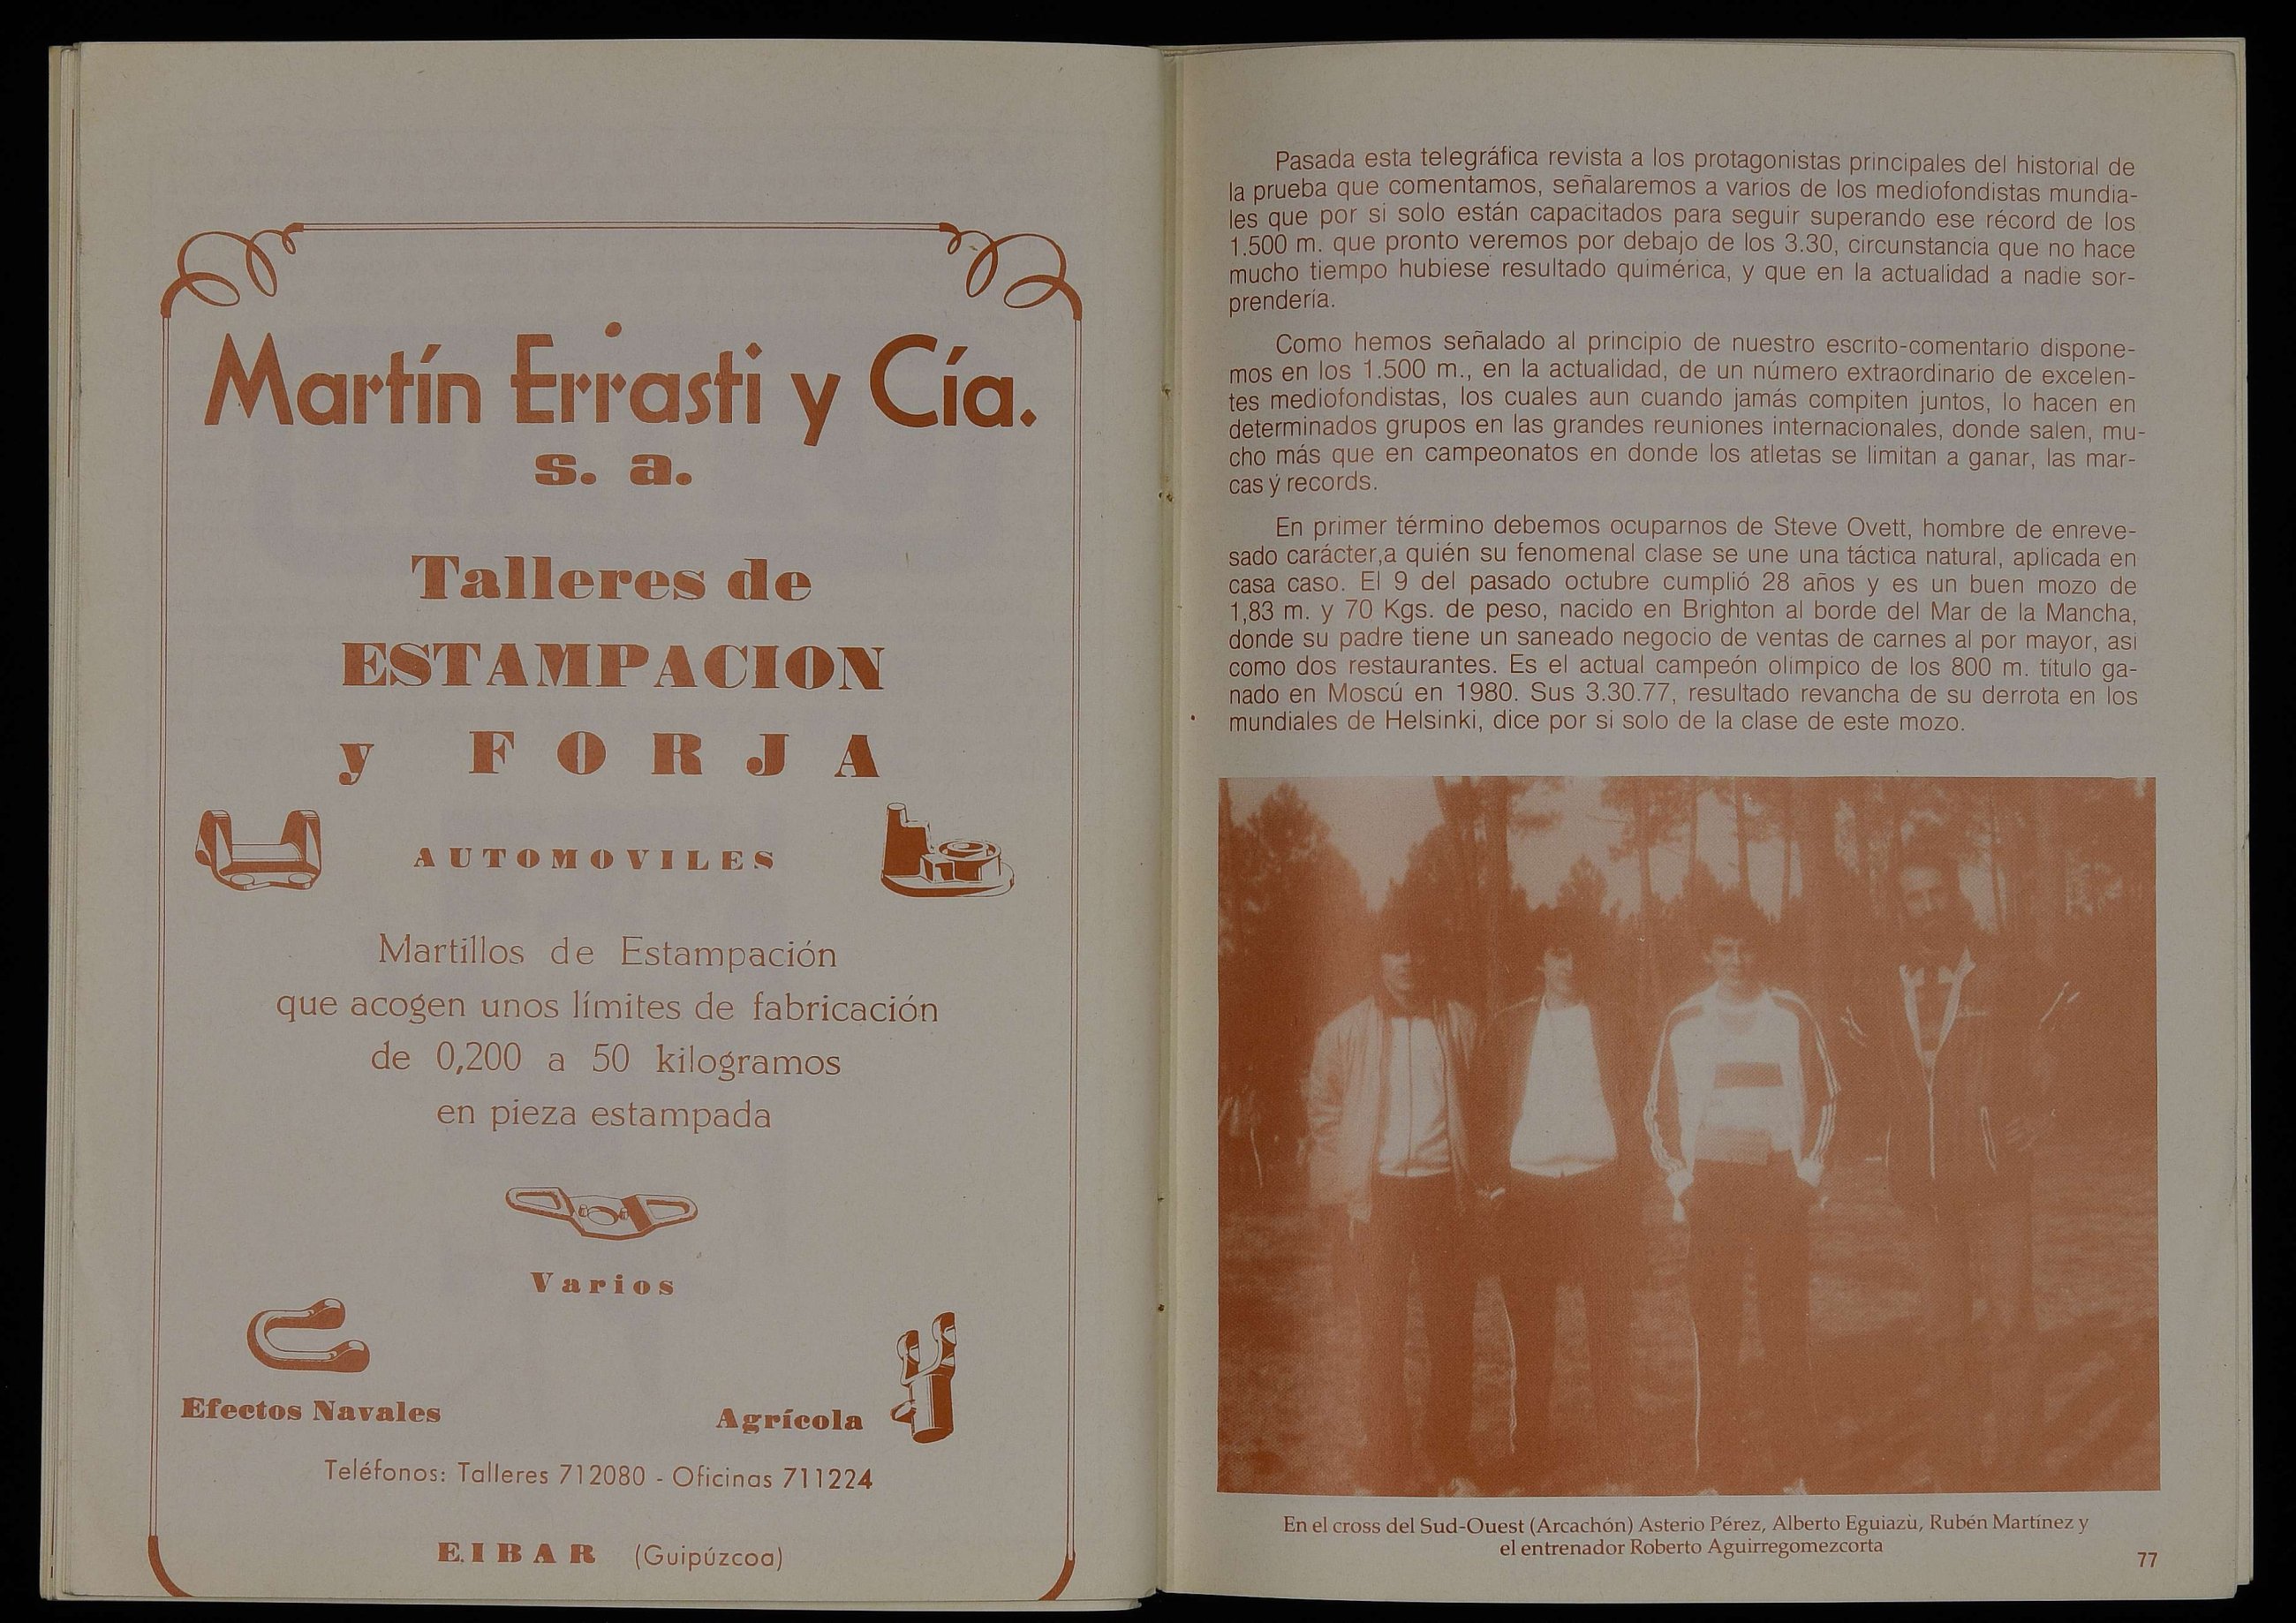 Martín Errasti y Cía.
s. a.
Talleres de
ESTAMPACION
y FORJA
AUTOMOVILES
Martillos de Estampación
que acogen unos límites de fabricación
de 0,200 a 50 kilogramos
en pieza estampada
Varios
Efectos Navales
Agrícola
Teléfonos: Talleres 712080 - Oficinas 711224
EIBAR (Guipúzcoa)
Pasada esta telegráfica revista a los protagonistas principales del historial de
la prueba que comentamos, señalaremos a varios de los mediofondistas mundia-
les que por si solo están capacitados para seguir superando ese récord de los
1.500 m. que pronto veremos por debajo de los 3.30, circunstancia que no hace
mucho tiempo hubiese resultado quimérica, y que en la actualidad a nadie sor-
prendería.
Como hemos señalado al principio de nuestro escrito-comentario dispone-
mos en los 1.500 m., en la actualidad, de un número extraordinario de excelen-
tes mediofondistas, los cuales aun cuando jamás compiten juntos, lo hacen en
determinados grupos en las grandes reuniones internacionales, donde salen, mu-
cho más que en campeonatos en donde los atletas se limitan a ganar, las mar-
cas ý records.
En primer término debemos ocuparnos de Steve Ovett, hombre de enreve-
sado carácter,a quién su fenomenal clase se une una táctica natural, aplicada en
casa caso. El 9 del pasado octubre cumplió 28 años y es un buen mozo de
1,83 m. y 70 Kgs. de peso, nacido en Brighton al borde del Mar de la Mancha,
donde su padre tiene un saneado negocio de ventas de carnes al por mayor, asi
como dos restaurantes. Es el actual campeón olímpico de los 800 m. título ga-
nado en Moscú en 1980. Sus 3.30.77, resultado revancha de su derrota en los
mundiales de Helsinki, dice por si solo de la clase de este mozo.
En el cross del Sud-Ouest (Arcachón) Asterio Pérez, Alberto Eguiazù, Rubén Martínez y
el entrenador Roberto Aguirregomezcorta
77